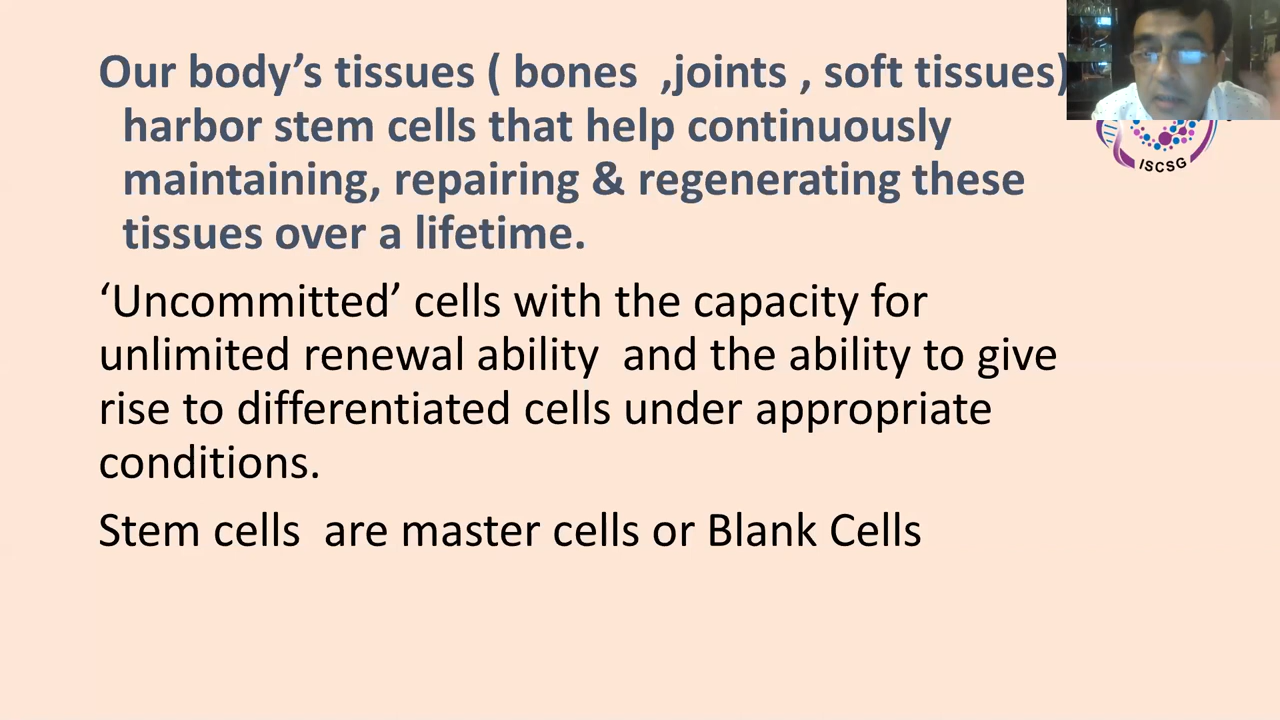 Our body’s tissues ( bones  ,joints , soft tissues)
harbor stem cells that help continuously
maintaining, repairing & regenerating these
tissues over a lifetime.
‘Uncommitted’ cells with the capacity for
unlimited renewal ability  and the ability to give
rise to differentiated cells under appropriate
conditions.
Stem cells  are master cells or Blank Cells
ISCSG